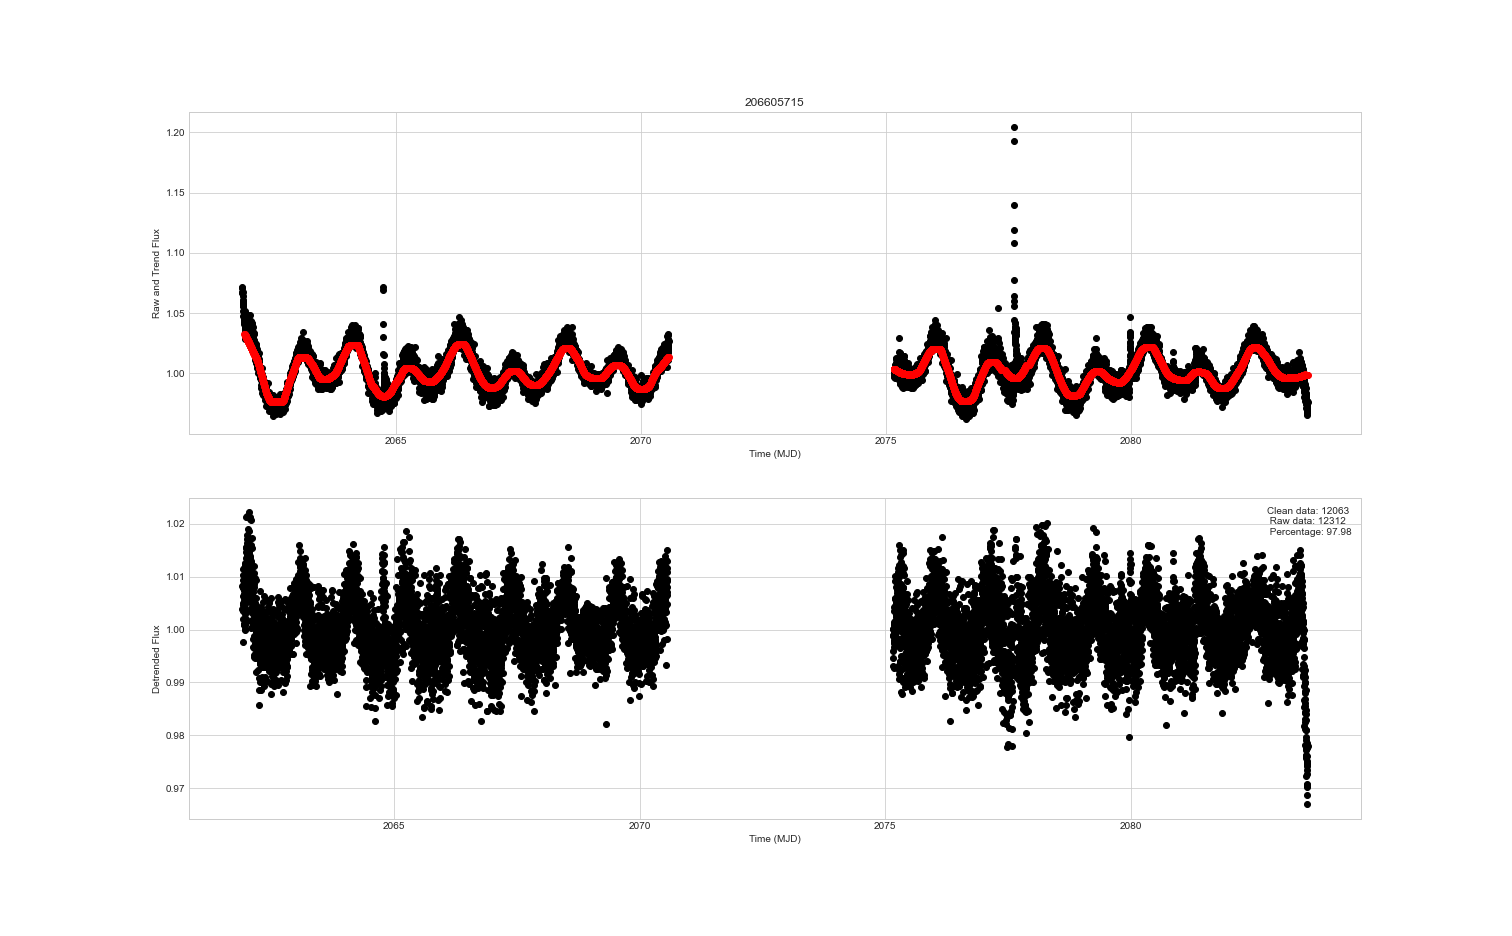 206605715
1.20
1.15
1.10
1.05
1.00
Raw and Trend Flux
2065
2070
2075
2080
Time (MJD)
Clean data: 12063
Raw data: 12312
Percentage: 97.98
1.02
1.01
1.00
0.99
0.98
0.97
Detrended Flux
2065
2070
2075
2080
Time (MJD)